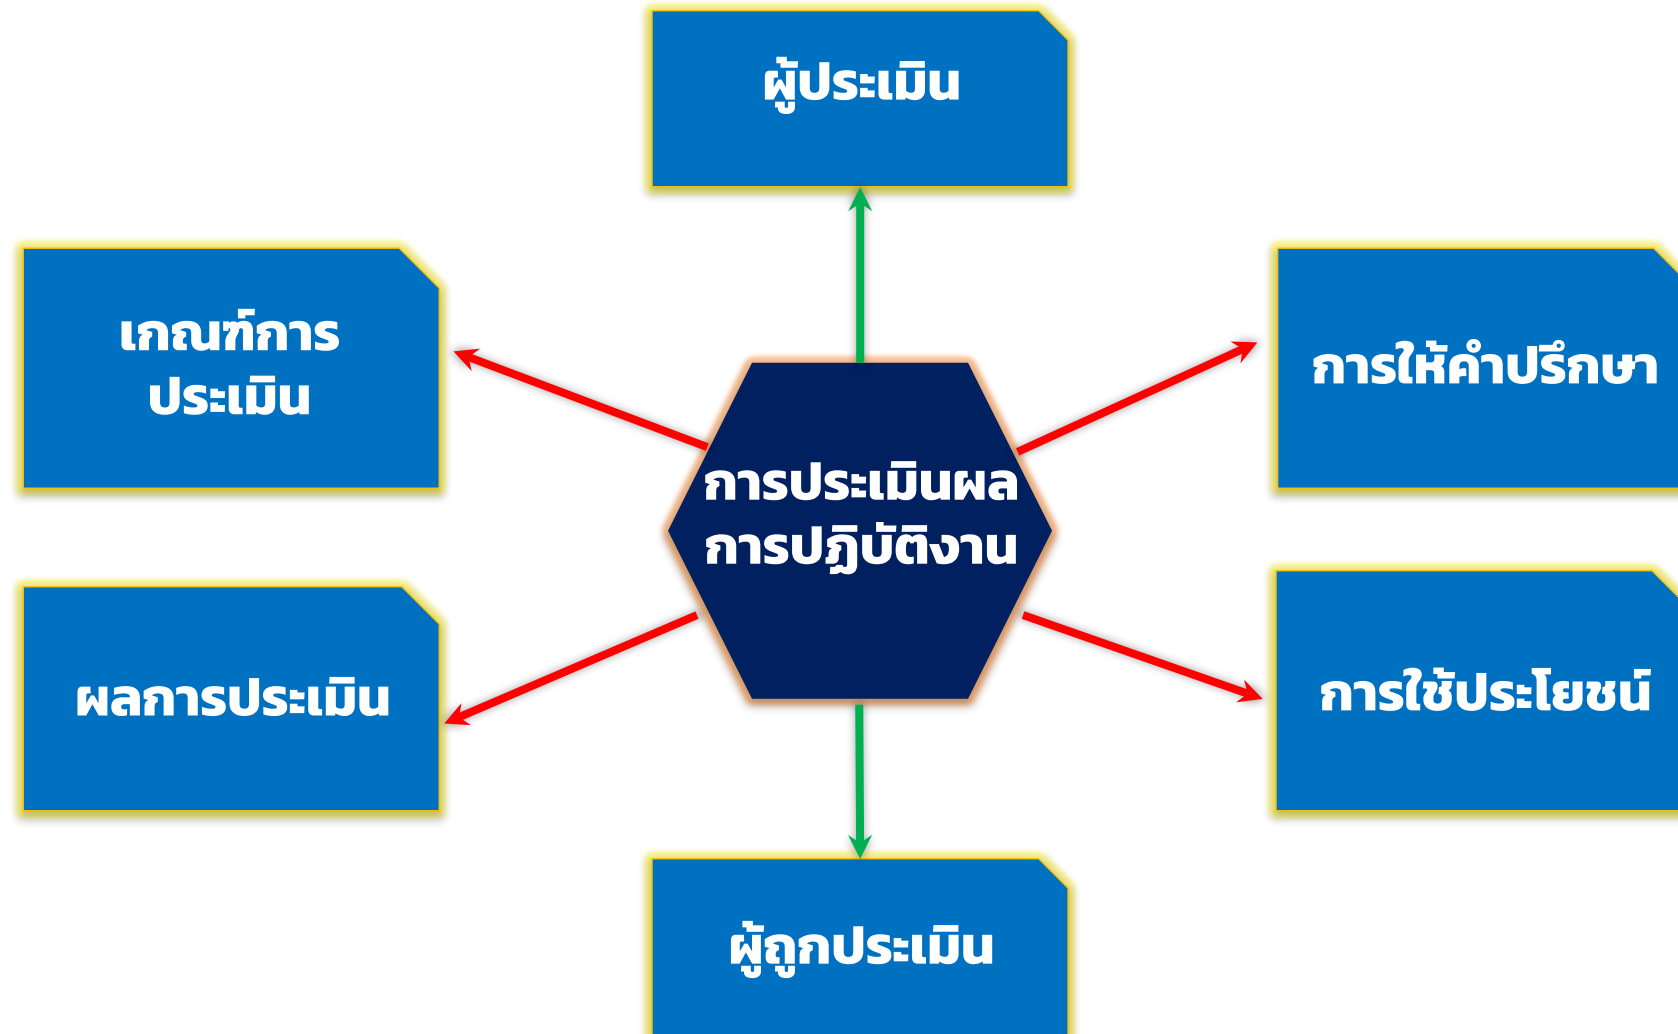 ผู้ประเมิน
เกณฑ์การ
ประเมิน
การให้คำปรึกษา
การประเมินผล
การปฏิบัติงาน
ผลการประเมิน
การใช้ประโยชน์
ผู้ถูกประเมิน